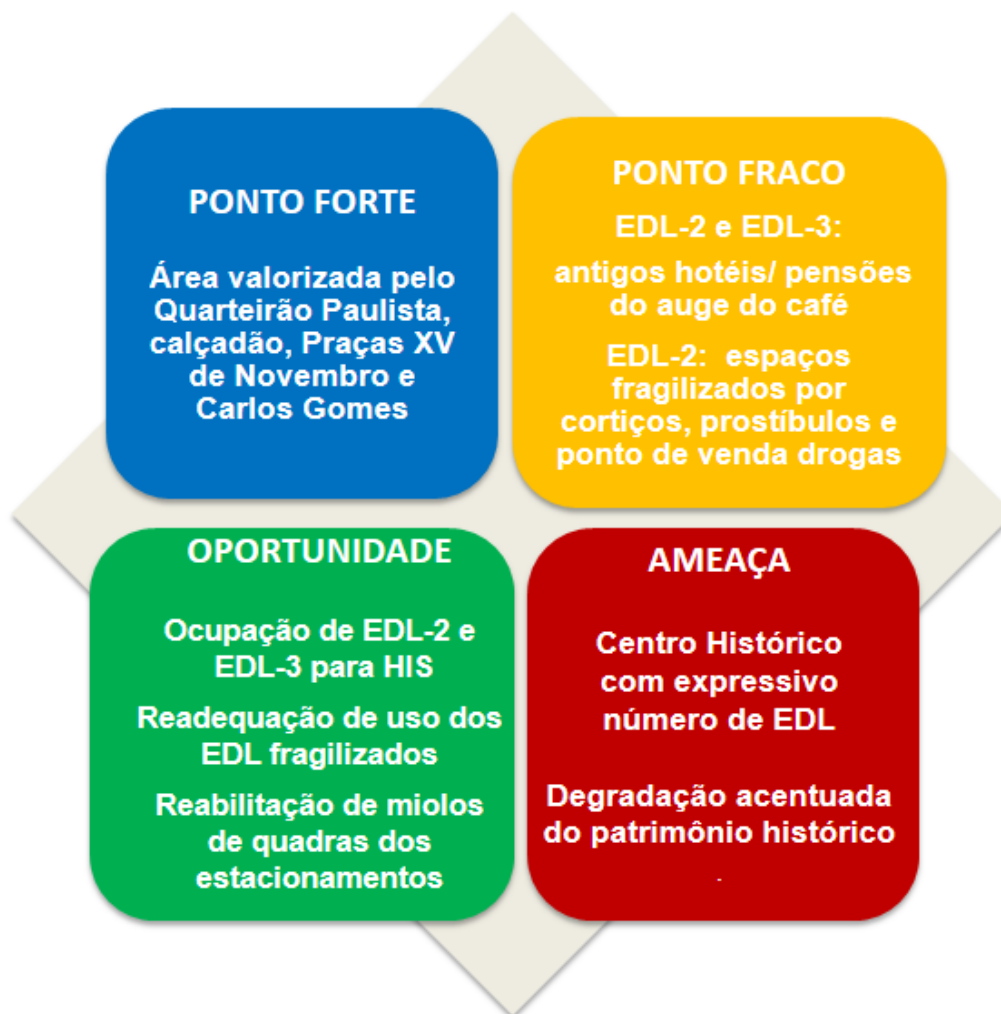 PONTO FORTE
Área valorizada pelo
Quarteirão Paulista,
calçadão, Praças XV
de Novembro e
Carlos Gomes
PONTO FRACO
EDL-2 e EDL-3:
antigos hotéis/ pensões
do auge do café
EDL-2:  espaços
fragilizados por
cortiços, prostíbulos e
ponto de venda drogas
OPORTUNIDADE
Ocupação de EDL-2 e
EDL-3 para HIS
Readequação de uso dos
EDL fragilizados
Reabilitação de miolos
de quadras dos
estacionamentos
AMEAÇA
Centro Histórico
com expressivo
número de EDL
Degradação acentuada
do patrimônio histórico
.